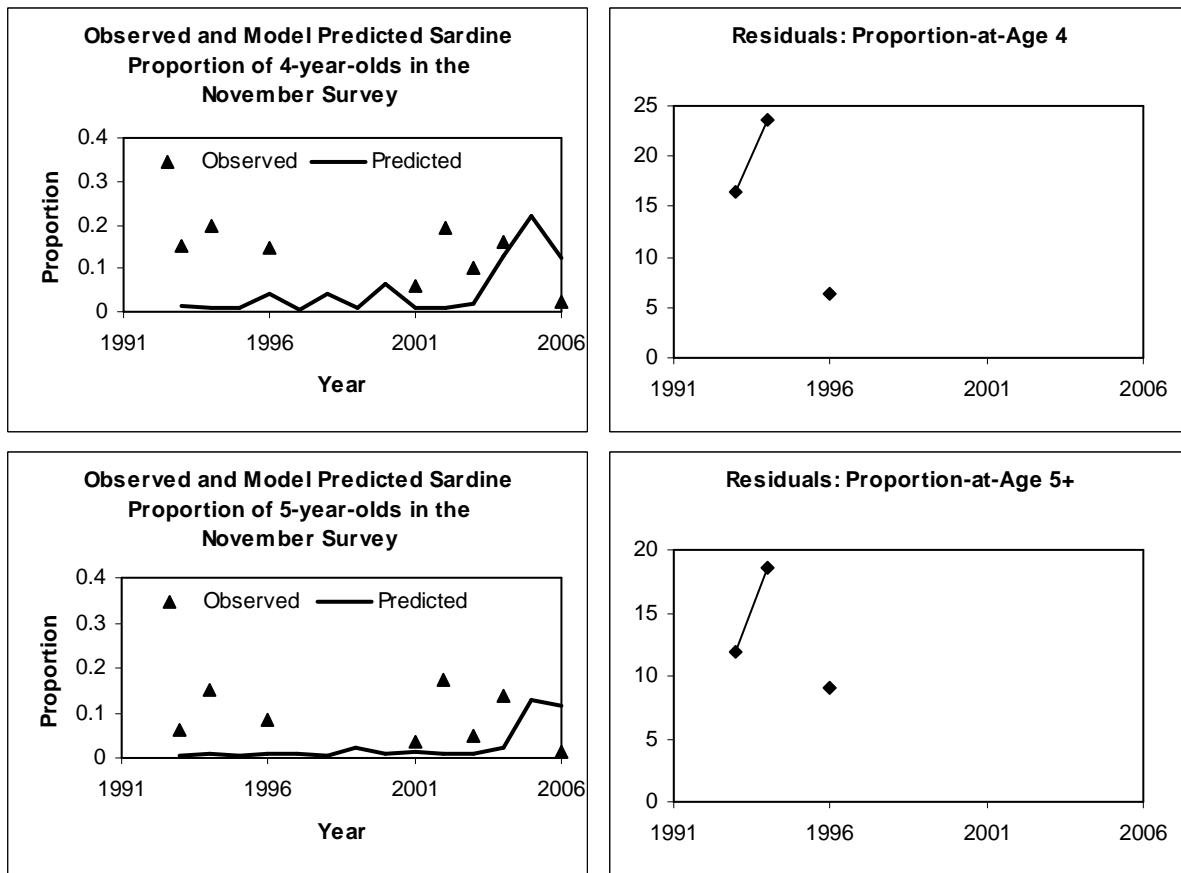 Observed and Model Predicted Sardine
Proportion of 4-year-olds in the
November Survey
0.4
0.3
0.2
0.1
0
Proportion
Observed
Predicted
1991
1996
2001
2006
Year
Residuals: Proportion-at-Age 4
25
20
15
10
5
0
1991
1996
2001
2006
Observed and Model Predicted Sardine
Proportion of 5-year-olds in the
November Survey
0.4
0.3
0.2
0.1
0
Proportion
Observed
Predicted
1991
1996
2001
2006
Year
Residuals: Proportion-at-Age 5+
20
15
10
5
0
1991
1996
2001
2006